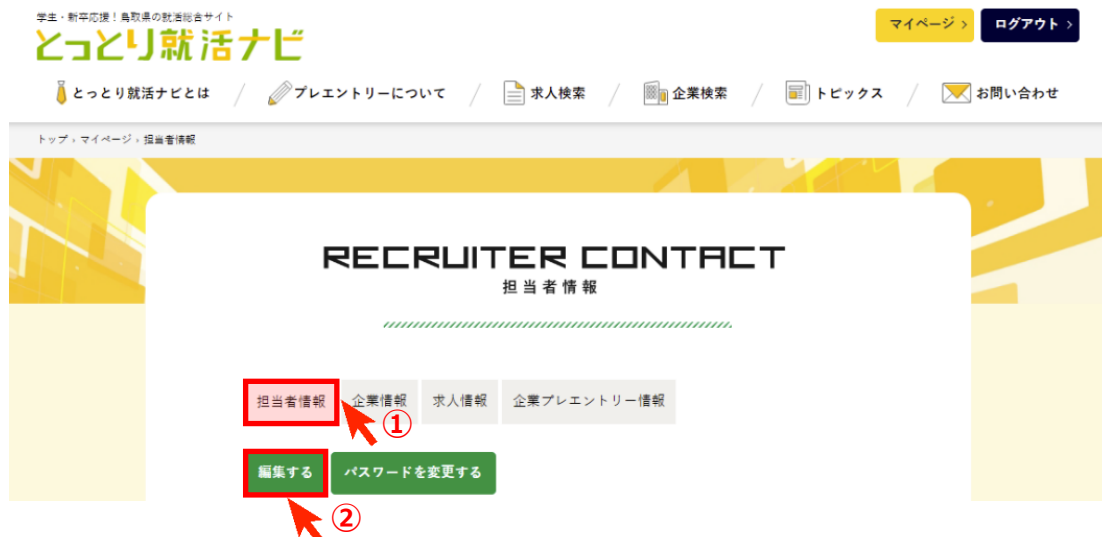 学生・新卒応援！鳥取県の就活総合サイト
とっとり就活ナビ
マイページ >
ログアウト >
とっとり就活ナビとは / プレエントリーについて / 求人検索 / 企業検索 / トピックス / お問い合わせ
トップ › マイページ › 担当者情報
RECRUITER CONTACT
担当者情報
担当者情報 企業情報 求人情報 企業プレエントリー情報
①
編集する パスワードを変更する
②